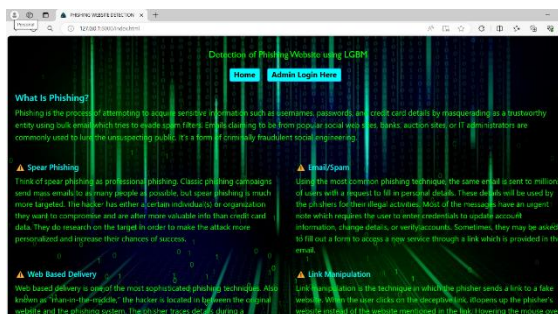 PHISHING WEBSITE DETECTION
Personal
127.0.0.1:8000/index.html
Detection of Phishing Website using LGBM
Home
Admin Login Here
What Is Phishing?
Phishing is the process of attempting to acquire sensitive information such as usernames, passwords, and credit card details by masquerading as a trustworthy
entity using bulk email which tries to evade spam filters. Emails claiming to be from popular social web sites, banks, auction sites, or IT administrators are
commonly used to lure the unsuspecting public. It's a form of criminally fraudulent social engineering.
Spear Phishing
Think of spear phishing as professional phishing. Classic phishing campaigns
send mass emails to as many people as possible, but spear phishing is much
more targeted. The hacker has either a certain individual(s) or organization
they want to compromise and are after more valuable info than credit card
data. They do research on the target in order to make the attack more
personalized and increase their chances of success.
Email/Spam
Using the most common phishing technique, the same email is sent to millions
of users with a request to fill in personal details. These details will be used by
the phishers for their illegal activities. Most of the messages have an urgent
note which requires the user to enter credentials to update account
information, change details, or verify accounts. Sometimes, they may be asked
to fill out a form to access a new service through a link which is provided in the
email.
Web Based Delivery
Web based delivery is one of the most sophisticated phishing techniques. Also
known as "man-in-the-middle," the hacker is located in between the original
website and the phishing system. The phisher traces details during a
Link Manipulation
Link manipulation is the technique in which the phisher sends a link to a fake
website. When the user clicks on the deceptive link, it opens up the phisher's
website instead of the website mentioned in the link. Hovering the mouse